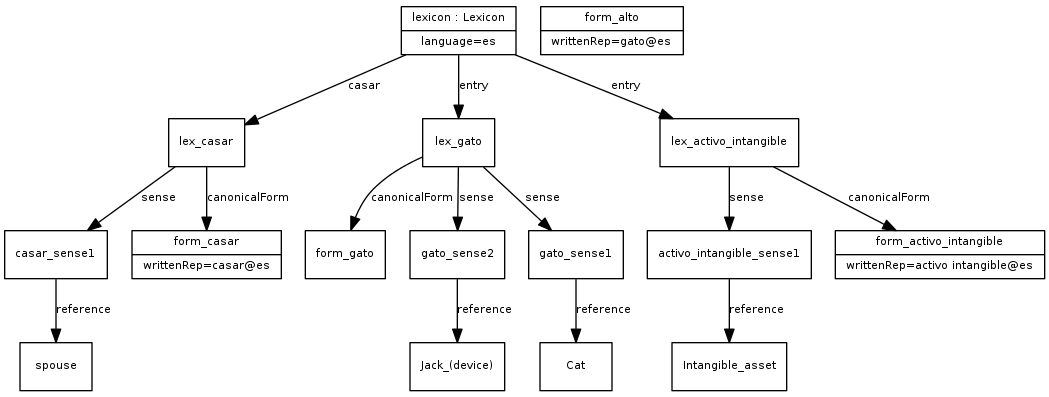 lexicon : Lexicon
language=es
form_alto
writtenRep=gato@es
casar
entry
entry
lex_casar
lex_gato
lex_activo_intangible
sense
canonicalForm
canonicalForm
sense
sense
sense
canonicalForm
casar_sense1
form_casar
writtenRep=casar@es
form_gato
gato_sense2
gato_sense1
activo_intangible_sense1
form_activo_intangible
writtenRep=activo intangible@es
reference
reference
reference
reference
spouse
Jack_(device)
Cat
Intangible_asset